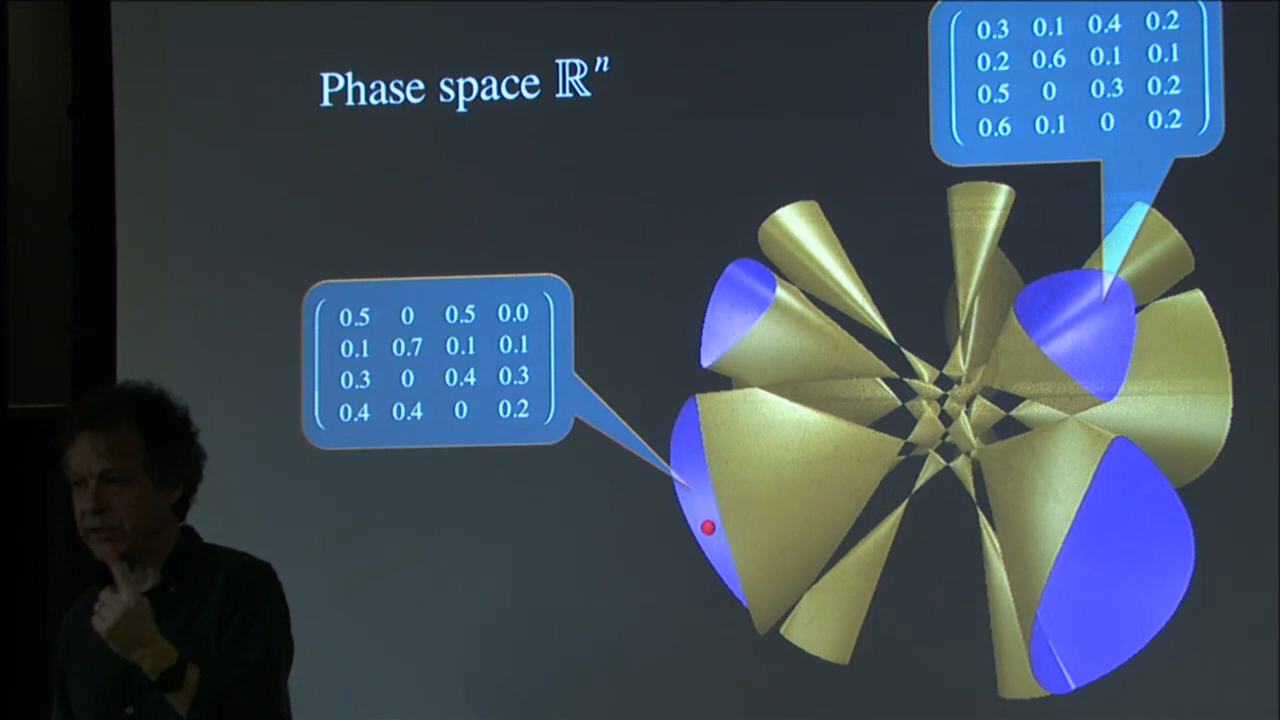 Phase space ℝⁿ
0.3 0.1 0.4 0.2
0.2 0.6 0.1 0.1
0.5 0 0.3 0.2
0.6 0.1 0 0.2
0.5 0 0.5 0.0
0.1 0.7 0.1 0.1
0.3 0 0.4 0.3
0.4 0.4 0 0.2